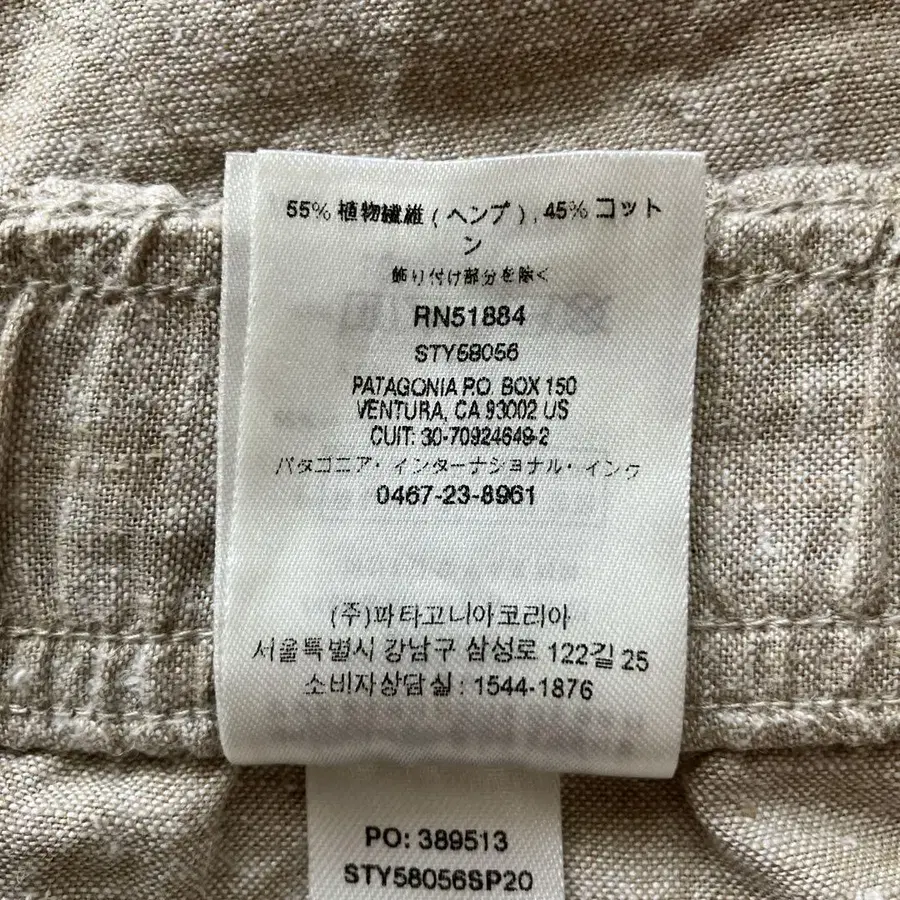 55% 植物繊維 (ヘンプ), 45% コット
ン
飾り付け部分を除く
RN51884
STY58056
PATAGONIA P.O. BOX 150
VENTURA, CA 93002 US
CUIT: 30-70924649-2
パタゴニア・インターナショナル・インク
0467-23-8961
(주)파타고니아코리아
서울특별시 강남구 삼성로 122길 25
소비자상담실 : 1544-1876
PO: 389513
STY58056SP20